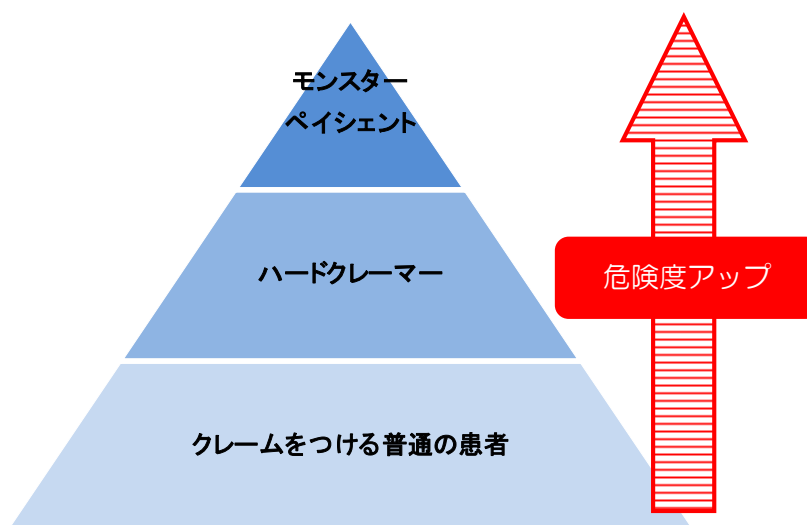 モンスター
ペイシェント
ハードクレーマー
危険度アップ
クレームをつける普通の患者